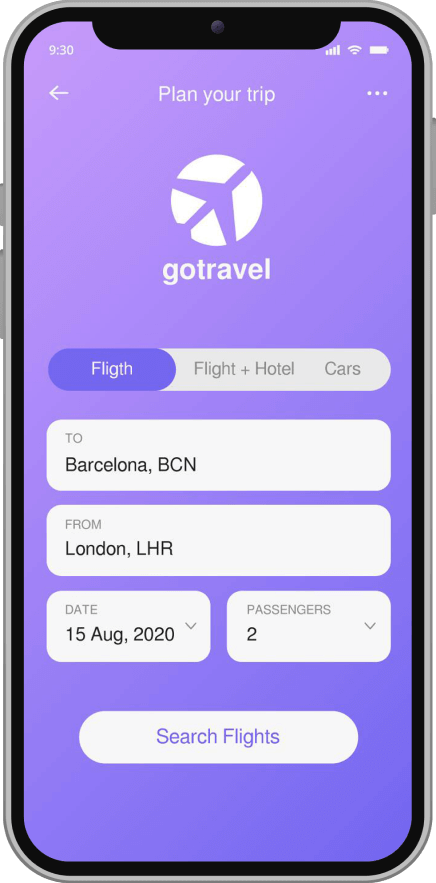 9:30
Plan your trip
gotravel
Fligth Flight + Hotel Cars
TO
Barcelona, BCN
FROM
London, LHR
DATE PASSENGERS
15 Aug, 2020 2
Search Flights